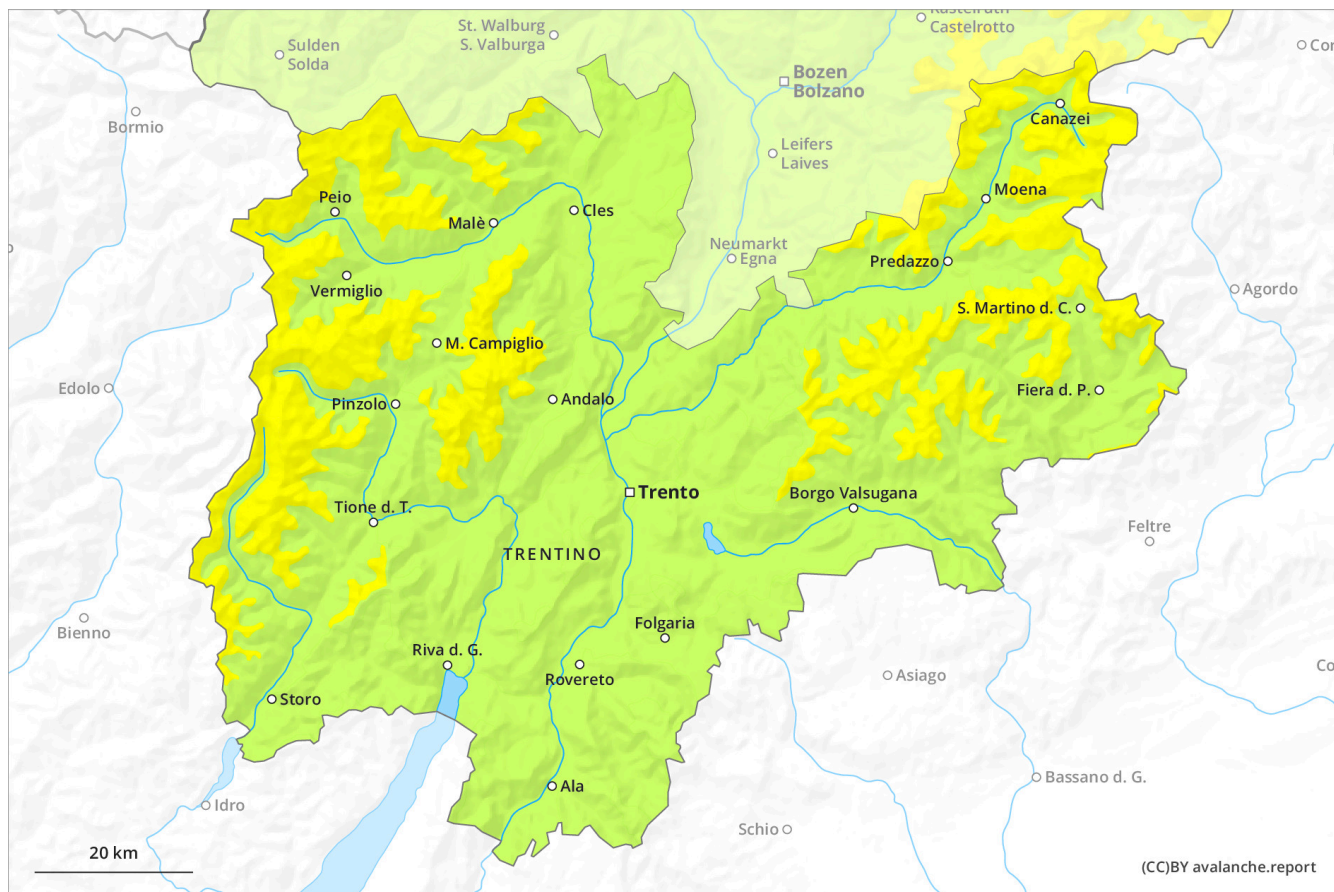 Kastelruth
Castelrotto
St. Walburg
S. Valburga
Sulden
Solda
Bozen
Bolzano
Bormio
Canazei
Leifers
Laives
Peio
Malè
Cles
Moena
Neumarkt
Egna
Predazzo
Vermiglio
Agordo
S. Martino d. C.
M. Campiglio
Edolo
Pinzolo
Andalo
Fiera d. P.
Trento
Borgo Valsugana
Tione d. T.
Feltre
TRENTINO
Bienno
Folgaria
Riva d. G.
Rovereto
Asiago
Storo
Ala
Bassano d. G.
Idro
Schio
20 km
(CC)BY avalanche.report